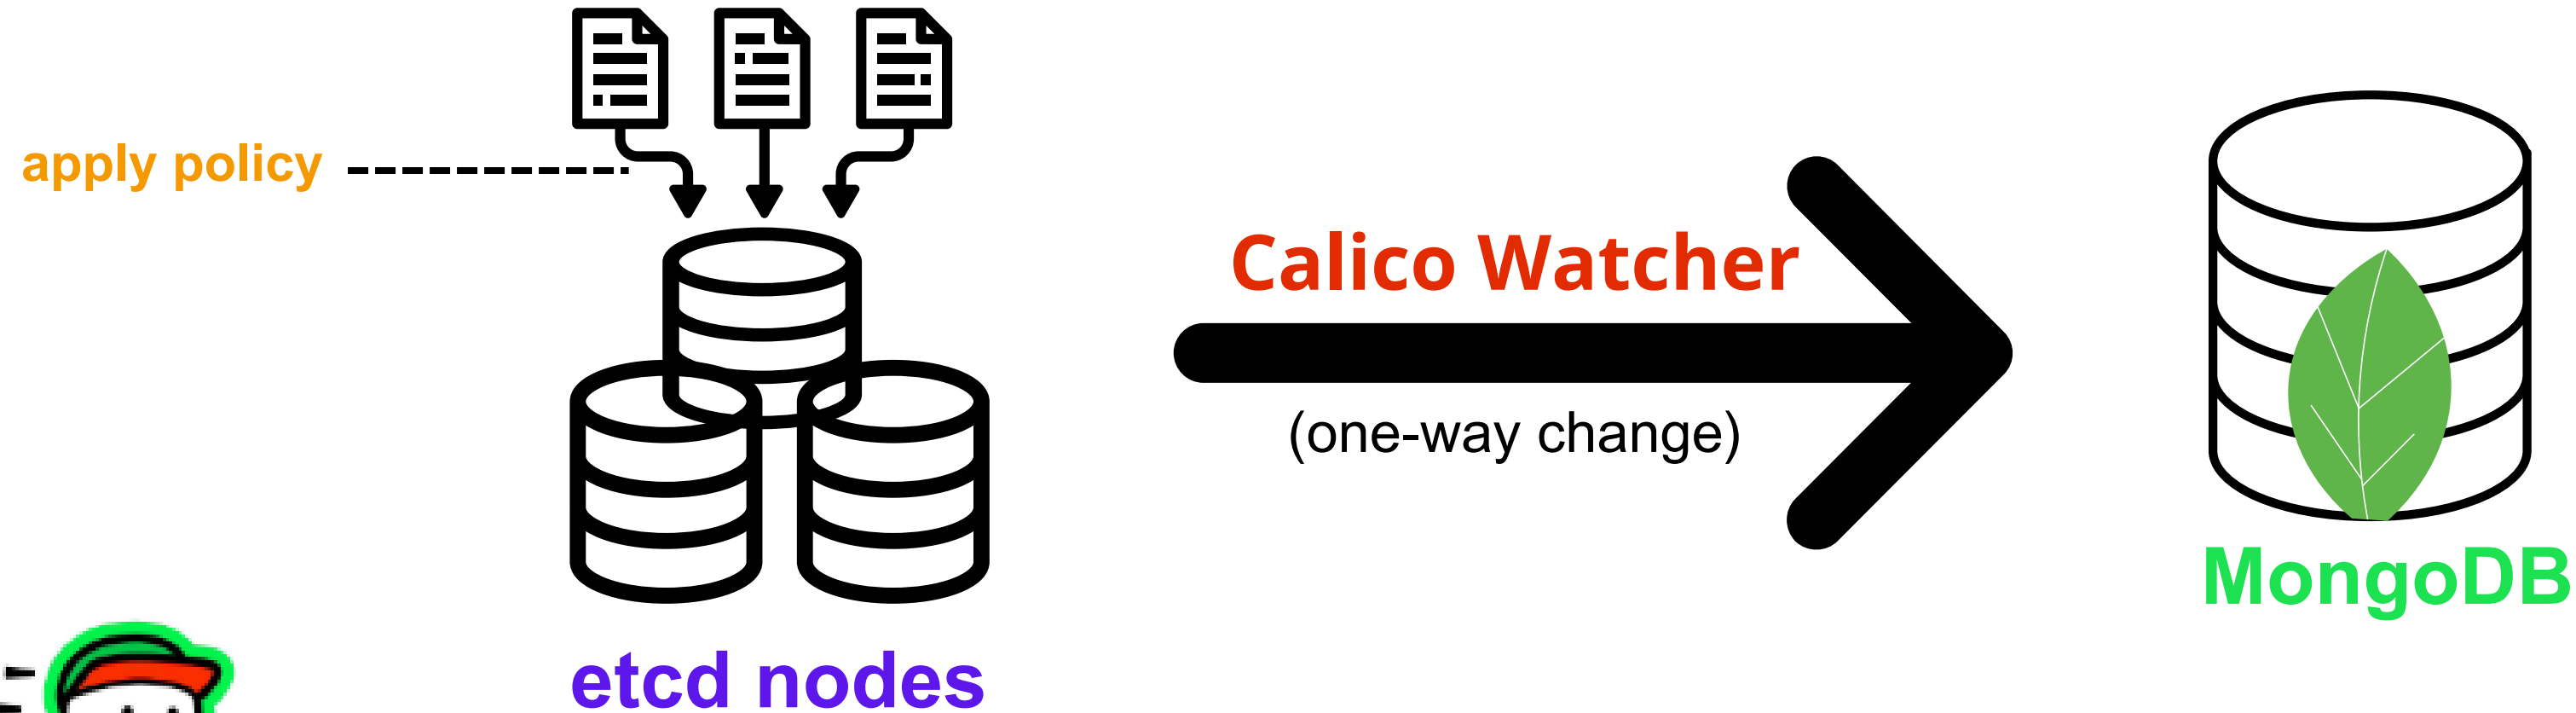 apply policy
Calico Watcher
(one-way change)
MongoDB
etcd nodes